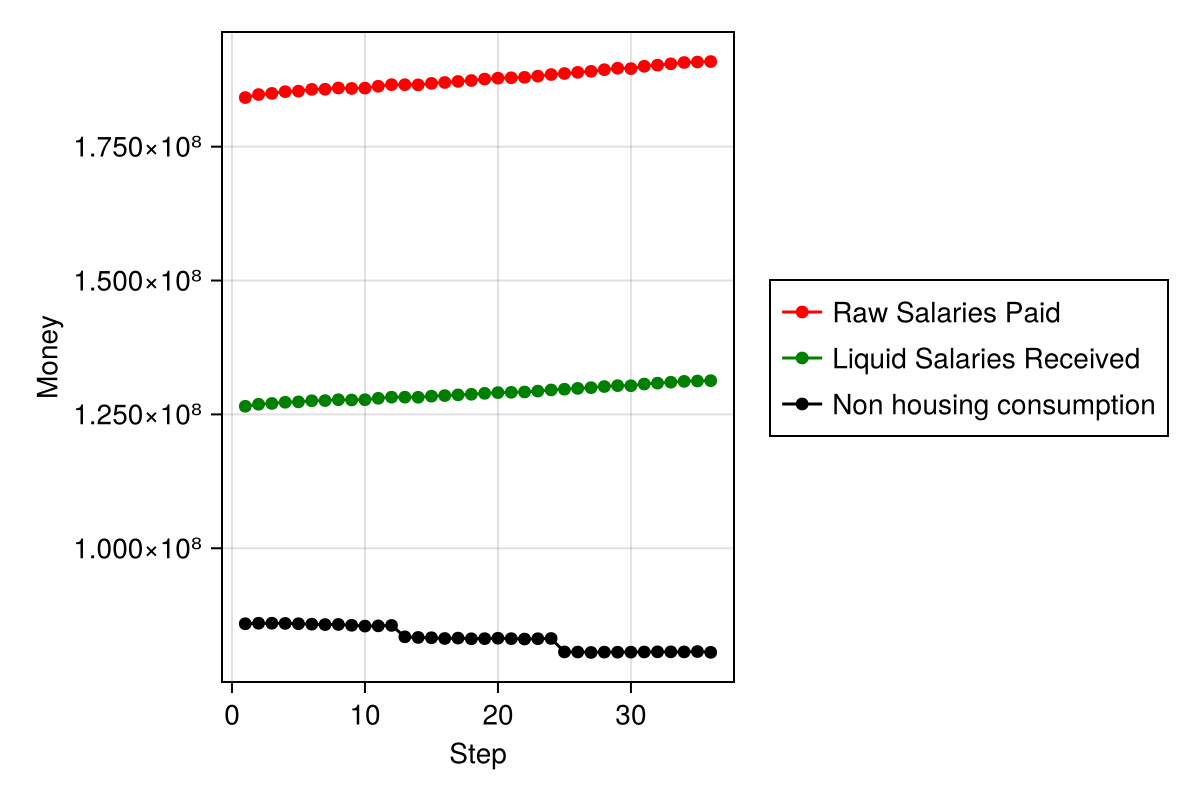 1.750×10⁸
1.500×10⁸
1.250×10⁸
1.000×10⁸
Money
0 10 20 30
Step
Raw Salaries Paid
Liquid Salaries Received
Non housing consumption